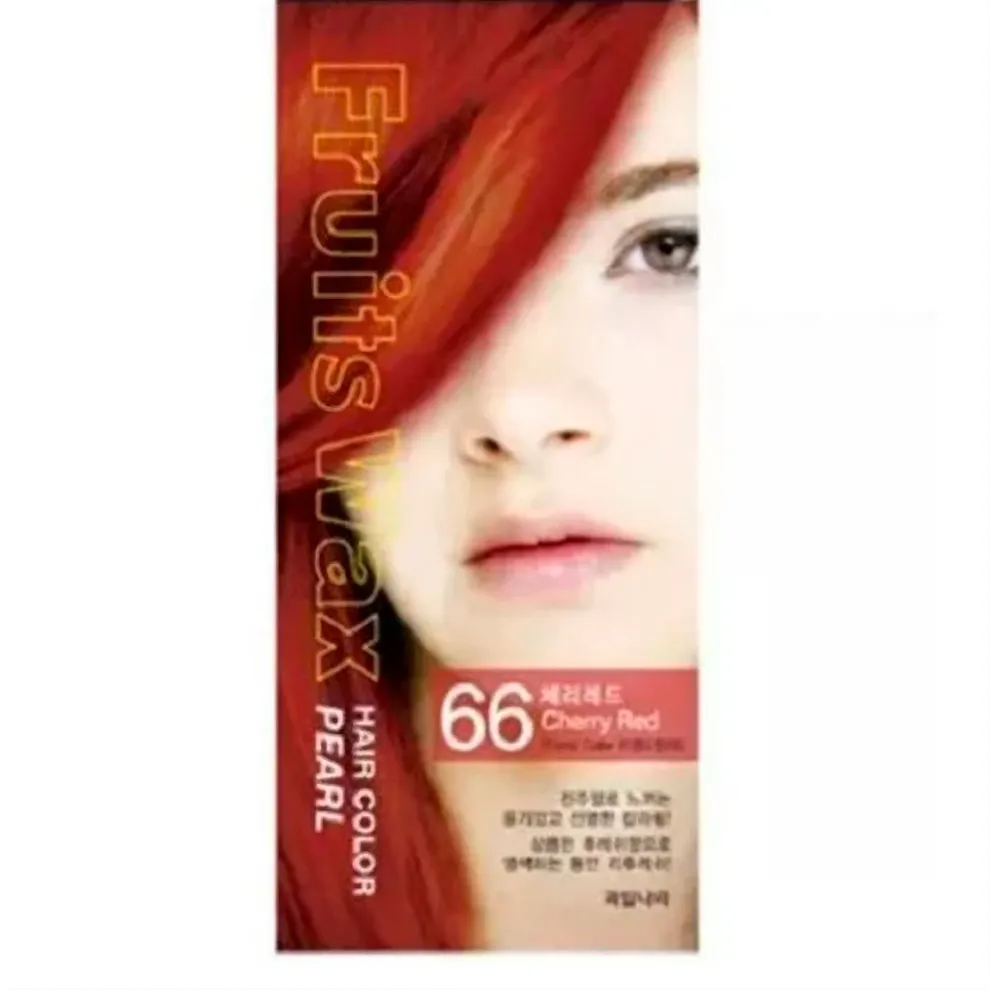 Fruits Wax
HAIR COLOR
PEARL
66
체리레드
Cherry Red
진주알로 느끼는
윤기있고 선명한 컬러링!
상큼한 후레쉬향으로
염색하는 동안 리후레쉬!
과일나라